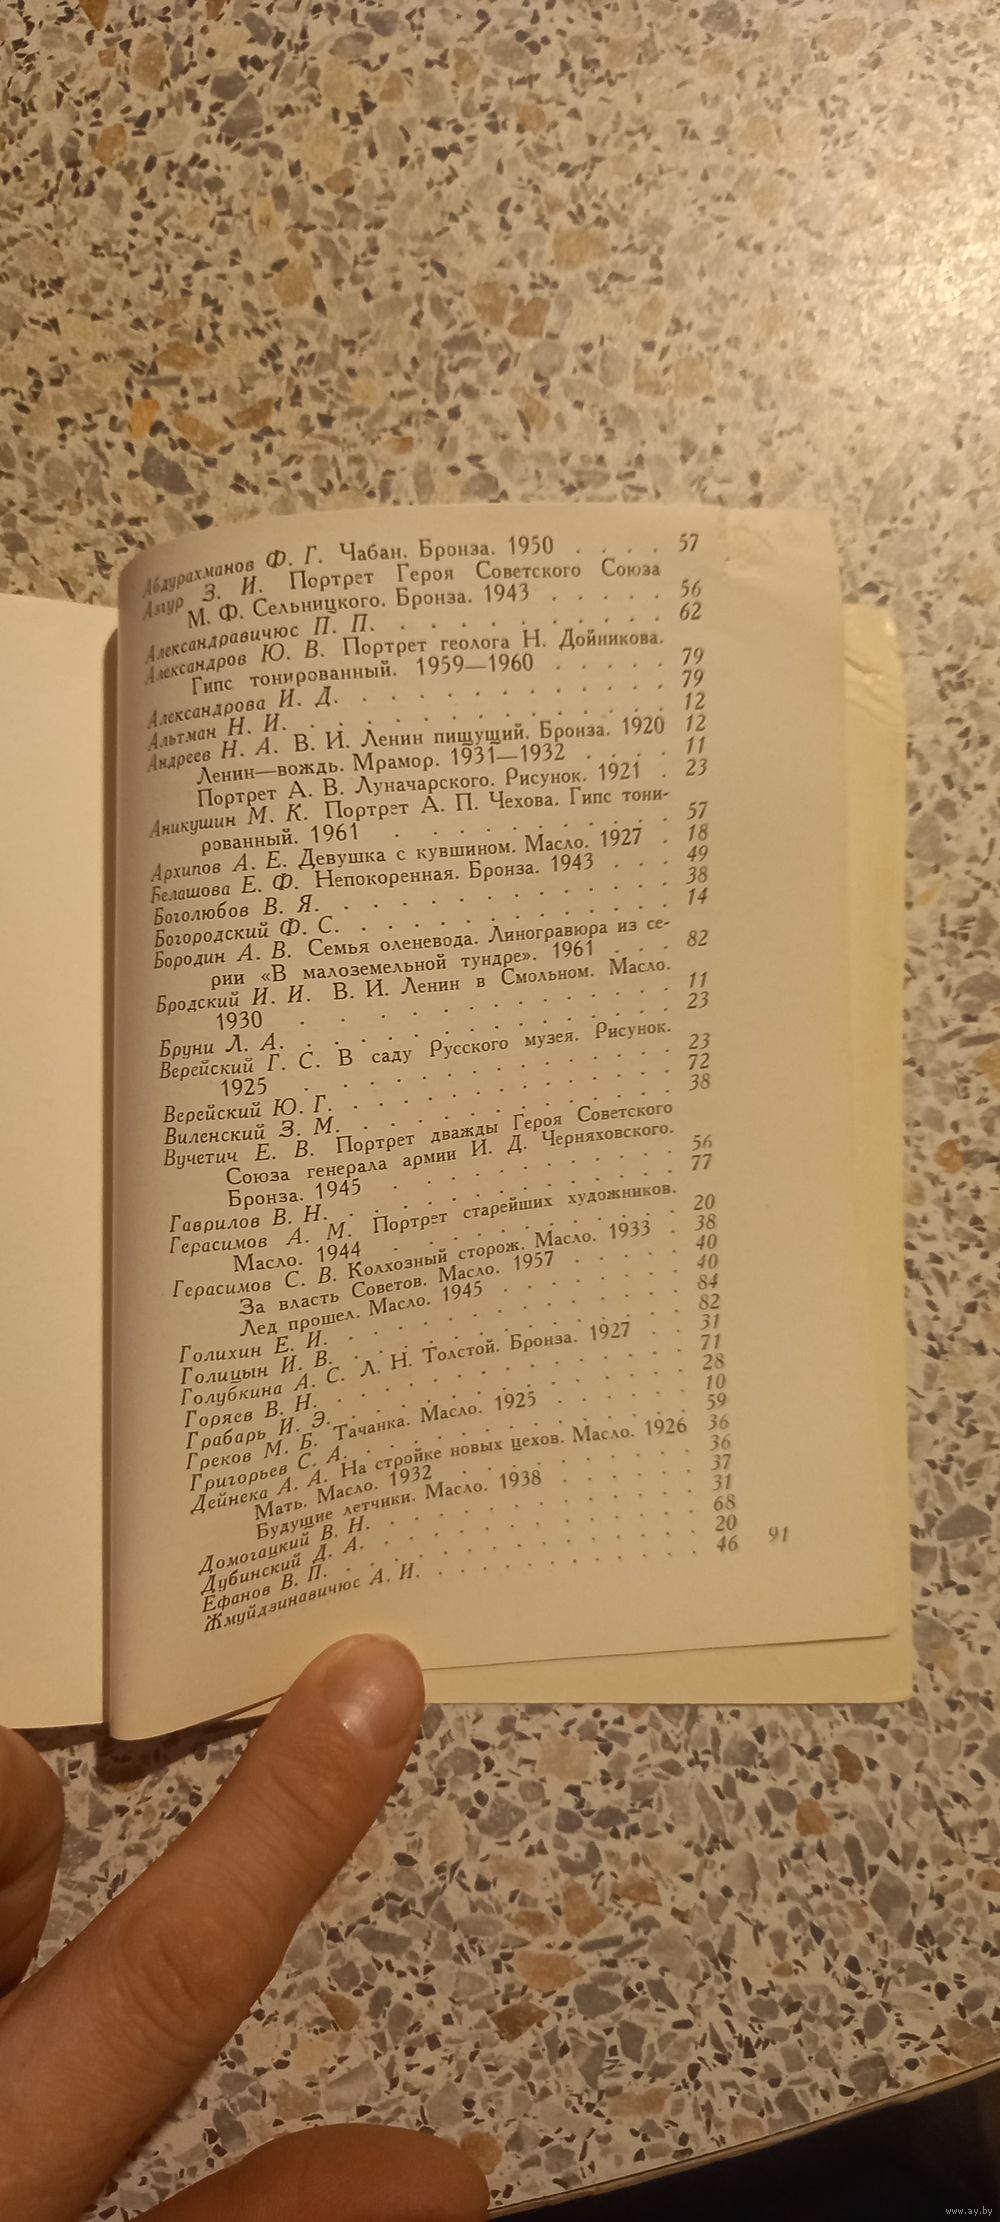 Абдурахманов Ф. Г. Чабан. Бронза. 1950 . . . . 57
Азгур З. И. Портрет Героя Советского Союза
М. Ф. Сельницкого. Бронза. 1943 . . . . . 56
Александравичюс П. П. . . . . . . . . . . 62
Александров Ю. В. Портрет геолога Н. Дойникова.
Гипс тонированный. 1959—1960 . . . . . 79
Александрова И. Д. . . . . . . . . . . . . 79
Альтман Н. И. . . . . . . . . . . . . . 12
Андреев Н. А. В. И. Ленин пищущий. Бронза. 1920 12
Ленин—вождь. Мрамор. 1931—1932 . . . . 11
Портрет А. В. Луначарского. Рисунок. 1921 . 23
Аникушин М. К. Портрет А. П. Чехова. Гипс тони-
рованный. 1961 . . . . . . . . . . 57
Архипов А. Е. Девушка с кувшином. Масло. 1927 . 18
Белашова Е. Ф. Непокоренная. Бронза. 1943 . . . 49
Боголюбов В. Я. . . . . . . . . . . . . 38
Богородский Ф. С. . . . . . . . . . . . 14
Бородин А. В. Семья оленевода. Линогравюра из се-
рии «В малоземельной тундре». 1961 . . . 82
Бродский И. И. В. И. Ленин в Смольном. Масло.
1930 . . . . . . . . . . . . 11
Бруни Л. А. . . . . . . . . . . . . . 23
Верейский Г. С. В саду Русского музея. Рисунок.
1925 . . . . . . . . . . . . 23
Верейский Ю. Г. . . . . . . . . . . . . 72
Виленский З. М. . . . . . . . . . . . . 38
Вучетич Е. В. Портрет дважды Героя Советского
Союза генерала армии И. Д. Черняховского.
Бронза. 1945 . . . . . . . . . . 56
Гаврилов В. Н. . . . . . . . . . . . . 77
Герасимов А. М. Портрет старейших художников.
Масло. 1944 . . . . . . . . . . 20
Герасимов С. В. Колхозный сторож. Масло. 1933 . 38
За власть Советов. Масло. 1957 . . . . 40
Лед прошел. Масло. 1945 . . . . . . 40
Голихин Е. И. . . . . . . . . . . . . 84
Голицын И. В. . . . . . . . . . . . . 82
Голубкина А. С. Л. Н. Толстой. Бронза. 1927 . . 31
Горяев В. Н. . . . . . . . . . . . . 71
Грабарь И. Э. . . . . . . . . . . . . 28
Греков М. Б. Тачанка. Масло. 1925 . . . . . 10
Григорьев С. А. . . . . . . . . . . . . 59
Дейнека А. А. На стройке новых цехов. Масло. 1926 36
Мать. Масло. 1932 . . . . . . . . 36
Будущие летчики. Масло. 1938 . . . . . 37
Домогацкий В. Н. . . . . . . . . . . . 31
Дубинский Д. А. . . . . . . . . . . . 68
Ефанов В. П. . . . . . . . . . . . . 20
Жмуйдзинавичюс А. И. . . . . . . . . . 46
91
www.ay.by